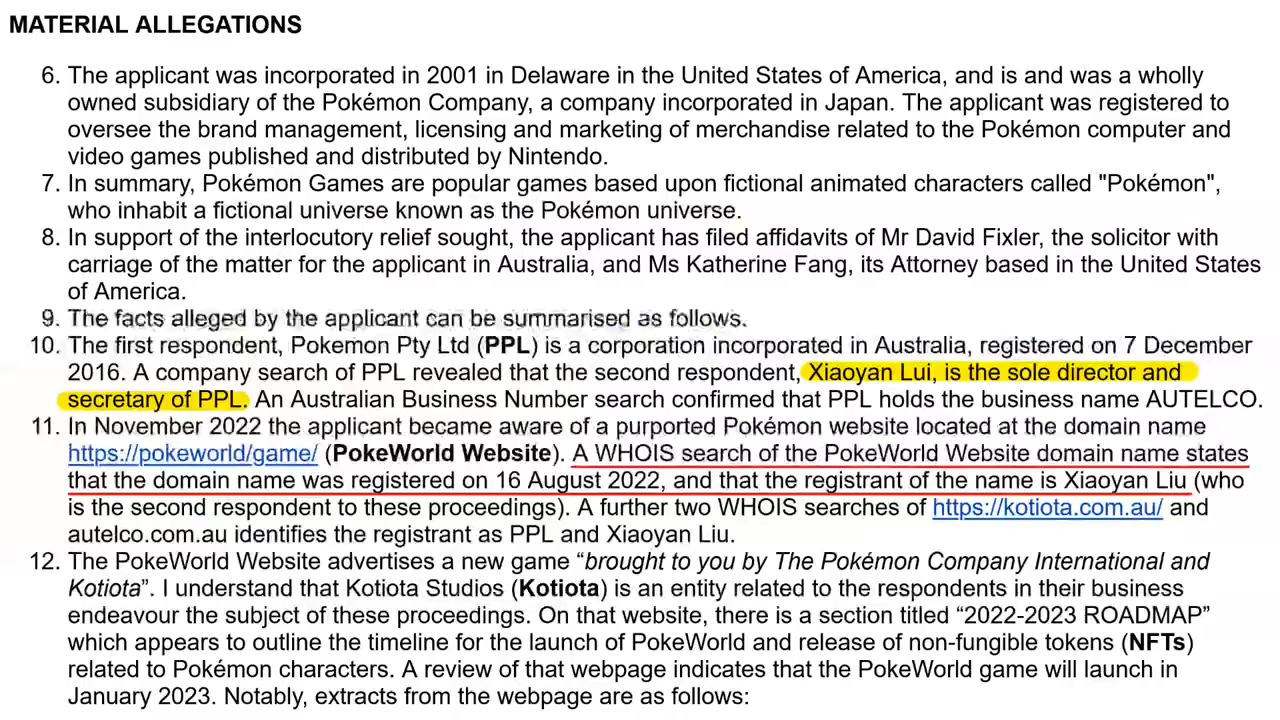 MATERIAL ALLEGATIONS
6. The applicant was incorporated in 2001 in Delaware in the United States of America, and is and was a wholly
owned subsidiary of the Pokémon Company, a company incorporated in Japan. The applicant was registered to
oversee the brand management, licensing and marketing of merchandise related to the Pokémon computer and
video games published and distributed by Nintendo.
7. In summary, Pokémon Games are popular games based upon fictional animated characters called "Pokémon",
who inhabit a fictional universe known as the Pokémon universe.
8. In support of the interlocutory relief sought, the applicant has filed affidavits of Mr David Fixler, the solicitor with
carriage of the matter for the applicant in Australia, and Ms Katherine Fang, its Attorney based in the United States
of America.
9. The facts alleged by the applicant can be summarised as follows.
10. The first respondent, Pokemon Pty Ltd (PPL) is a corporation incorporated in Australia, registered on 7 December
2016. A company search of PPL revealed that the second respondent, Xiaoyan Lui, is the sole director and
secretary of PPL. An Australian Business Number search confirmed that PPL holds the business name AUTELCO.
11. In November 2022 the applicant became aware of a purported Pokémon website located at the domain name
https://pokeworld/game/ (PokeWorld Website). A WHOIS search of the PokeWorld Website domain name states
that the domain name was registered on 16 August 2022, and that the registrant of the name is Xiaoyan Liu (who
is the second respondent to these proceedings). A further two WHOIS searches of https://kotiota.com.au/ and
autelco.com.au identifies the registrant as PPL and Xiaoyan Liu.
12. The PokeWorld Website advertises a new game “brought to you by The Pokémon Company International and
Kotiota”. I understand that Kotiota Studios (Kotiota) is an entity related to the respondents in their business
endeavour the subject of these proceedings. On that website, there is a section titled “2022-2023 ROADMAP”
which appears to outline the timeline for the launch of PokeWorld and release of non-fungible tokens (NFTs)
related to Pokémon characters. A review of that webpage indicates that the PokeWorld game will launch in
January 2023. Notably, extracts from the webpage are as follows: